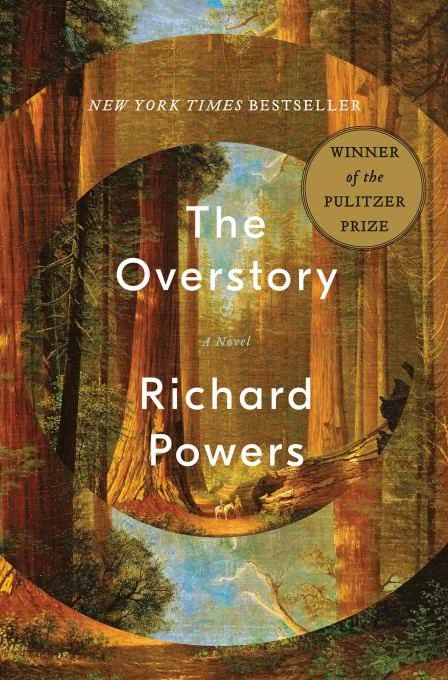 NEW YORK TIMES BESTSELLER
WINNER
of the
PULITZER
PRIZE
The
Overstory
A Novel
Richard
Powers